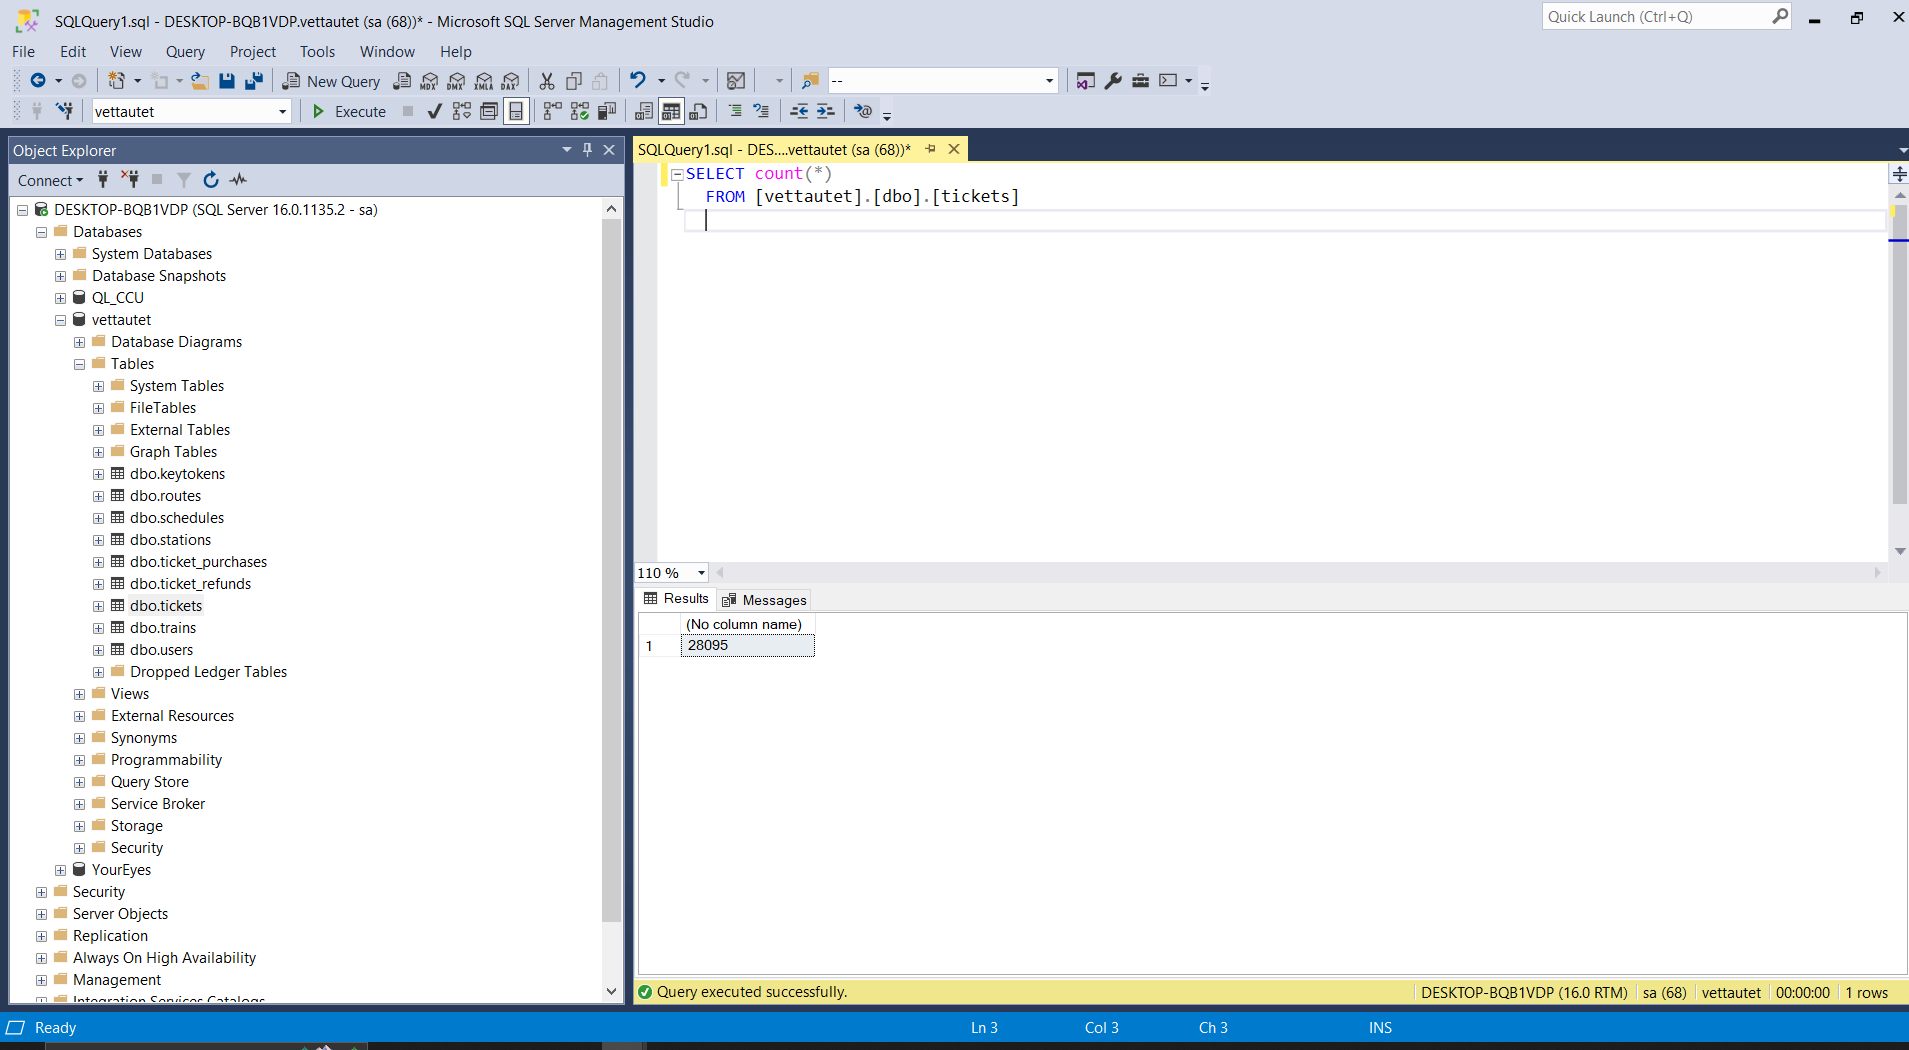 SQLQuery1.sql - DESKTOP-BQB1VDP.vettautet (sa (68))* - Microsoft SQL Server Management Studio
Quick Launch (Ctrl+Q)
File Edit View Query Project Tools Window Help
New Query MDX DMX XMLA DAX --
vettautet Execute
Object Explorer
Connect
DESKTOP-BQB1VDP (SQL Server 16.0.1135.2 - sa)
Databases
System Databases
Database Snapshots
QL_CCU
vettautet
Database Diagrams
Tables
System Tables
FileTables
External Tables
Graph Tables
dbo.keytokens
dbo.routes
dbo.schedules
dbo.stations
dbo.ticket_purchases
dbo.ticket_refunds
dbo.tickets
dbo.trains
dbo.users
Dropped Ledger Tables
Views
External Resources
Synonyms
Programmability
Query Store
Service Broker
Storage
Security
YourEyes
Security
Server Objects
Replication
Always On High Availability
Management
Integration Services Catalogs
SQLQuery1.sql - DES....vettautet (sa (68))*
SELECT count(*)
FROM [vettautet].[dbo].[tickets]
110 %
Results Messages
(No column name)
1 28095
Query executed successfully.
DESKTOP-BQB1VDP (16.0 RTM) sa (68) vettautet 00:00:00 1 rows
Ready Ln 3 Col 3 Ch 3 INS